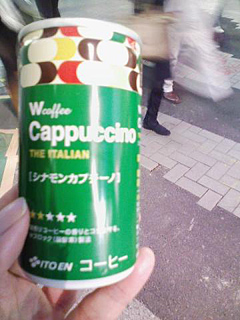 W coffee
Cappuccino
THE ITALIAN
[シナモンカプチーノ]
ITO EN コーヒー